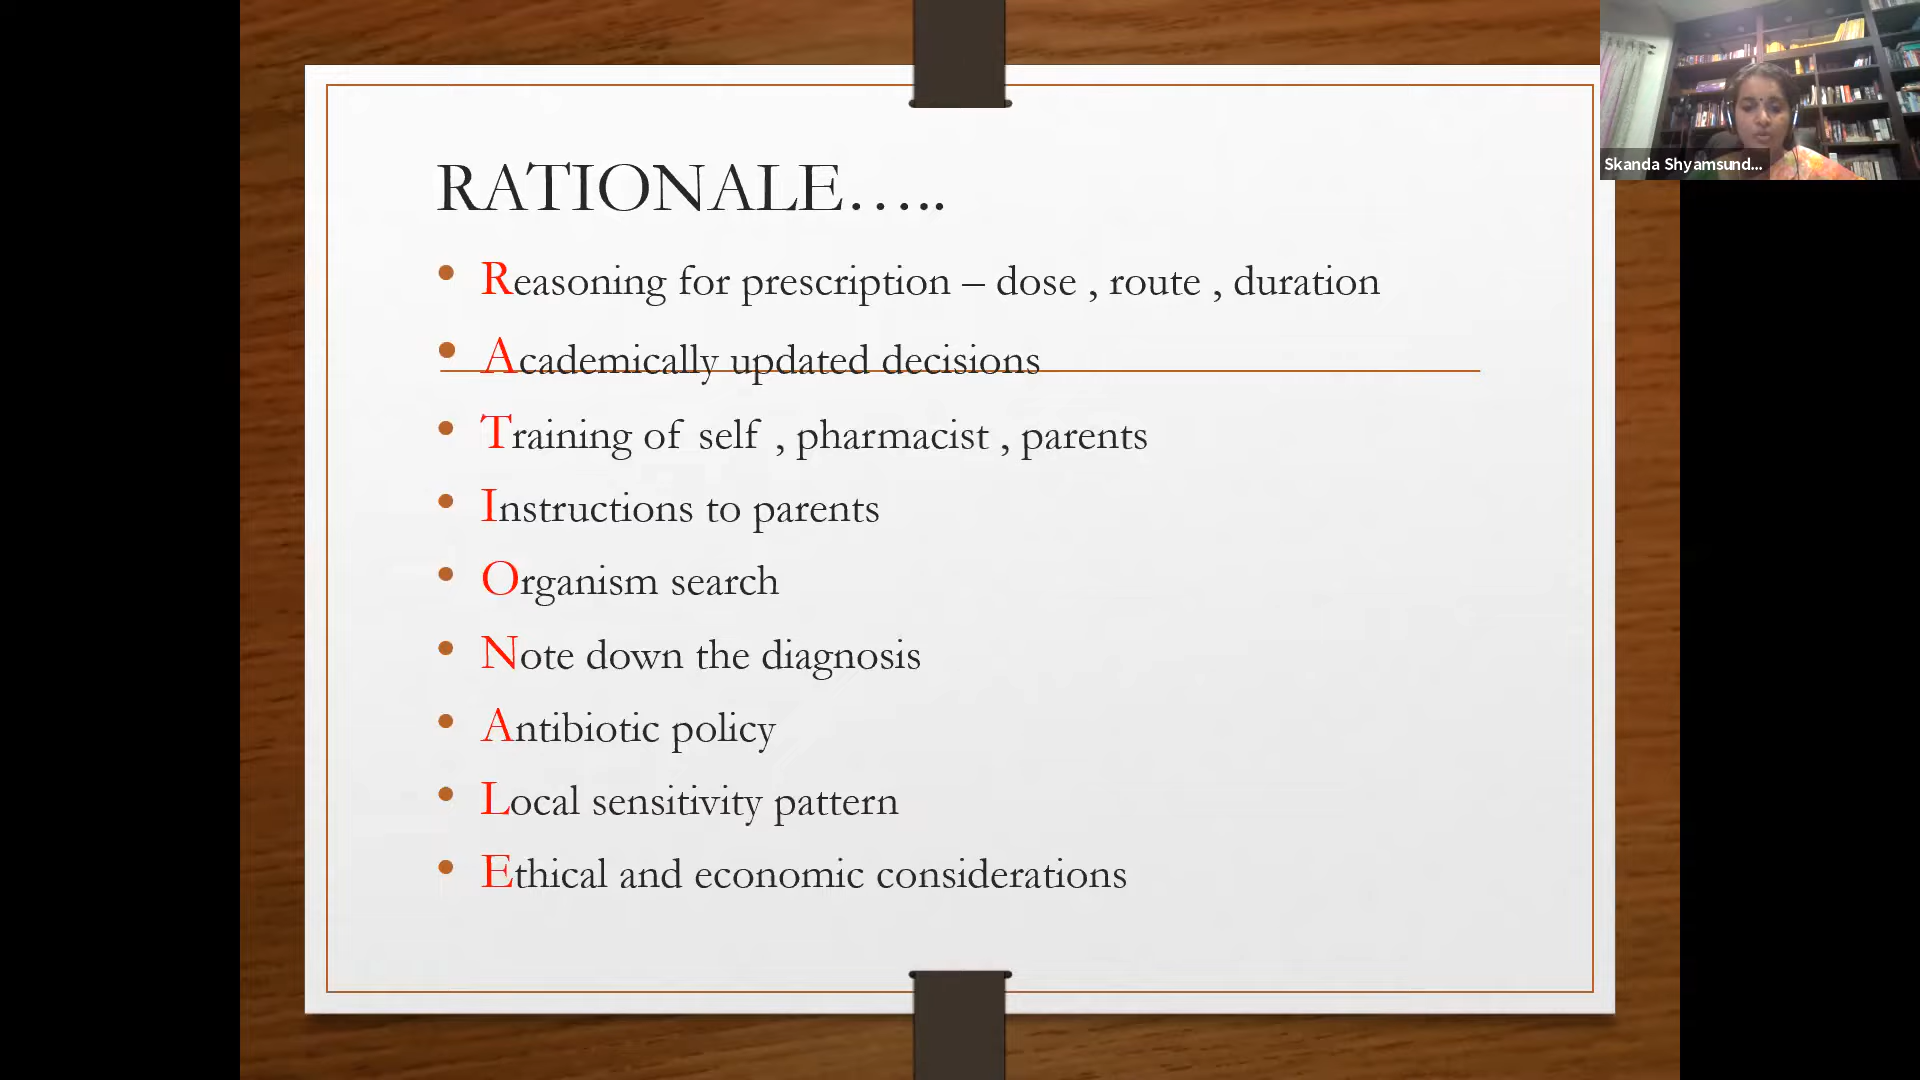 RATIONALE…..
• Reasoning for prescription – dose , route , duration
• Academically updated decisions
• Training of self , pharmacist , parents
• Instructions to parents
• Organism search
• Note down the diagnosis
• Antibiotic policy
• Local sensitivity pattern
• Ethical and economic considerations
Skanda Shyamsund...